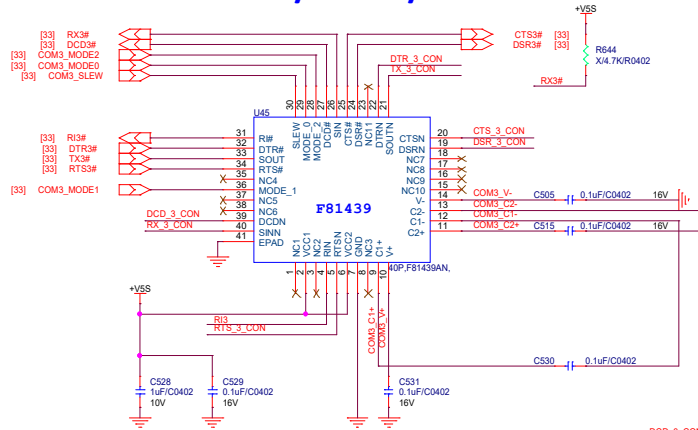 +V5S
[33] RX3#
[33] DCD3#
[33] COM3_MODE2
[33] COM3_MODE0
[33] COM3_SLEW
CTS3# [33]
DSR3# [33]
DTR_3_CON
TX_3_CON
R644
X/4.7K/R0402
RX3#
30 29 28 27 26 25 24 23 22 21
U45
SLEW MODE_0 MODE_2 DCD# SIN CTS# DSR# NC11 DTRN SOUTN
[33] RI3#
[33] DTR3#
[33] TX3#
[33] RTS3#
[33] COM3_MODE1
DCD_3_CON
RX_3_CON
31 RI#
32 DTR#
33 SOUT
34 RTS#
35 NC4
36 MODE_1
37 NC5
38 NC6
39 DCDN
40 SINN
41 EPAD
F81439
CTSN 20 CTS_3_CON
DSRN 19 DSR_3_CON
NC7 18
NC8 17
NC9 16
NC10 15
V- 14 COM3_V- C505 0.1uF/C0402 16V
C2- 13 COM3_C2-
C1- 12 COM3_C1-
C2+ 11 COM3_C2+ C515 0.1uF/C0402 16V
NC1 VCC1 NC2 RIN RTSN VCC2 GND NC3 C1+ V+
40P,F81439AN,
1 2 3 4 5 6 7 8 9 10
+V5S
RI3
RTS_3_CON
COM3_C1+
COM3_V+
C530 0.1uF/C0402
16V
C528
1uF/C0402
10V
C529
0.1uF/C0402
16V
C531
0.1uF/C0402
16V